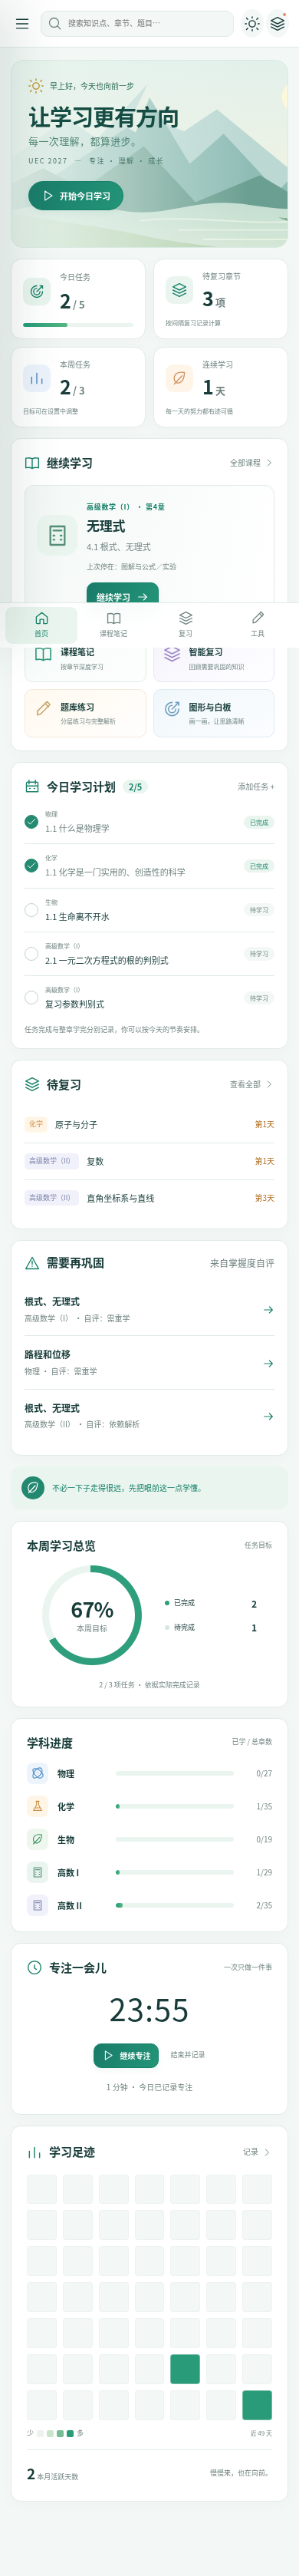 搜索知识点、章节、题目…
早上好，今天也向前一步
让学习更有方向
每一次理解，都算进步。
UEC 2027 — 专注 · 理解 · 成长
开始今日学习
今日任务
2 / 5
待复习章节
3 项
按间隔复习记录计算
本周任务
2 / 3
目标可在设置中调整
连续学习
1 天
每一天的努力都有迹可循
继续学习
全部课程
高级数学（I） · 第4章
无理式
4.1 根式、无理式
上次停在：图解与公式／实验
继续学习
首页
课程笔记
复习
工具
课程笔记
按章节深度学习
智能复习
回顾需要巩固的知识
题库练习
分层练习与完整解析
图形与白板
画一画，让思路清晰
今日学习计划 2/5
添加任务 +
物理
1.1 什么是物理学
已完成
化学
1.1 化学是一门实用的、创造性的科学
已完成
生物
1.1 生命离不开水
待学习
高级数学（I）
2.1 一元二次方程式的根的判别式
待学习
高级数学（I）
复习参数判别式
待学习
任务完成与整章学完分别记录，你可以按今天的节奏安排。
待复习
查看全部
化学 原子与分子 第1天
高级数学（II） 复数 第1天
高级数学（II） 直角坐标系与直线 第3天
需要再巩固
来自掌握度自评
根式、无理式
高级数学（I） · 自评：需重学
路程和位移
物理 · 自评：需重学
根式、无理式
高级数学（II） · 自评：依赖解析
不必一下子走得很远，先把眼前这一点学懂。
本周学习总览
任务目标
67%
本周目标
已完成 2
待完成 1
2 / 3 项任务 · 依据实际完成记录
学科进度
已学 / 总章数
物理 0/27
化学 1/35
生物 0/19
高数 I 1/29
高数 II 2/35
专注一会儿
一次只做一件事
23:55
继续专注
结束并记录
1 分钟 · 今日已记录专注
学习足迹
记录
少 多
近 49 天
2 本月活跃天数
慢慢来，也在向前。